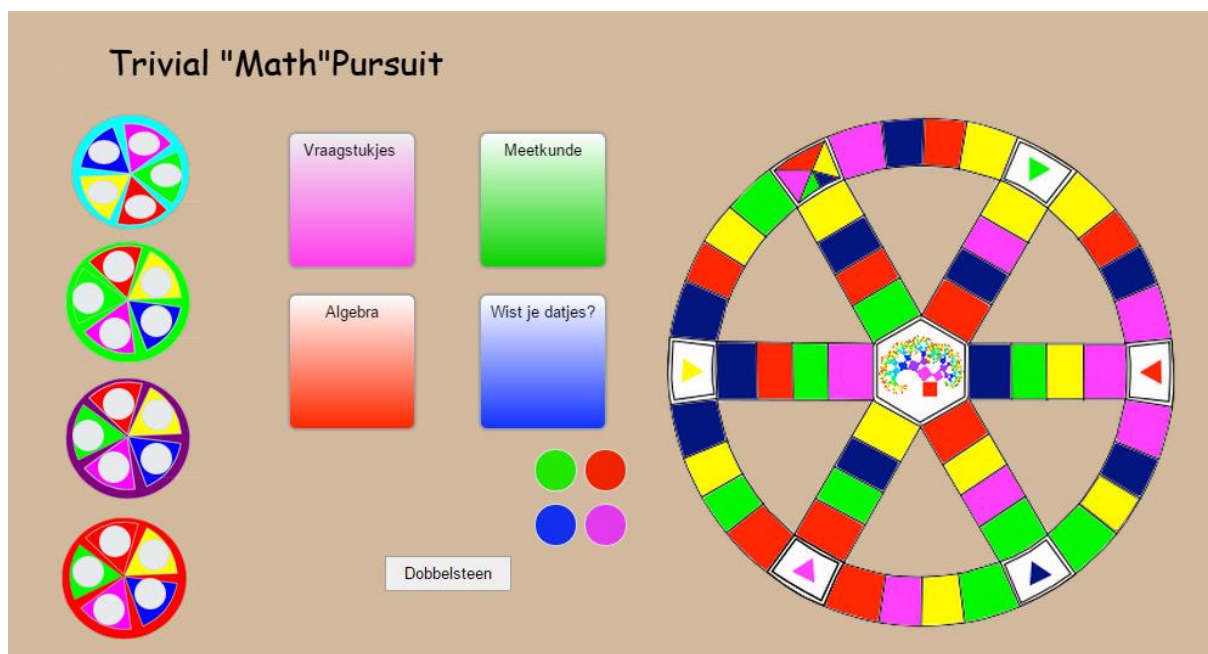 Trivial "Math"Pursuit
Vraagstukjes
Meetkunde
Algebra
Wist je datjes?
Dobbelsteen